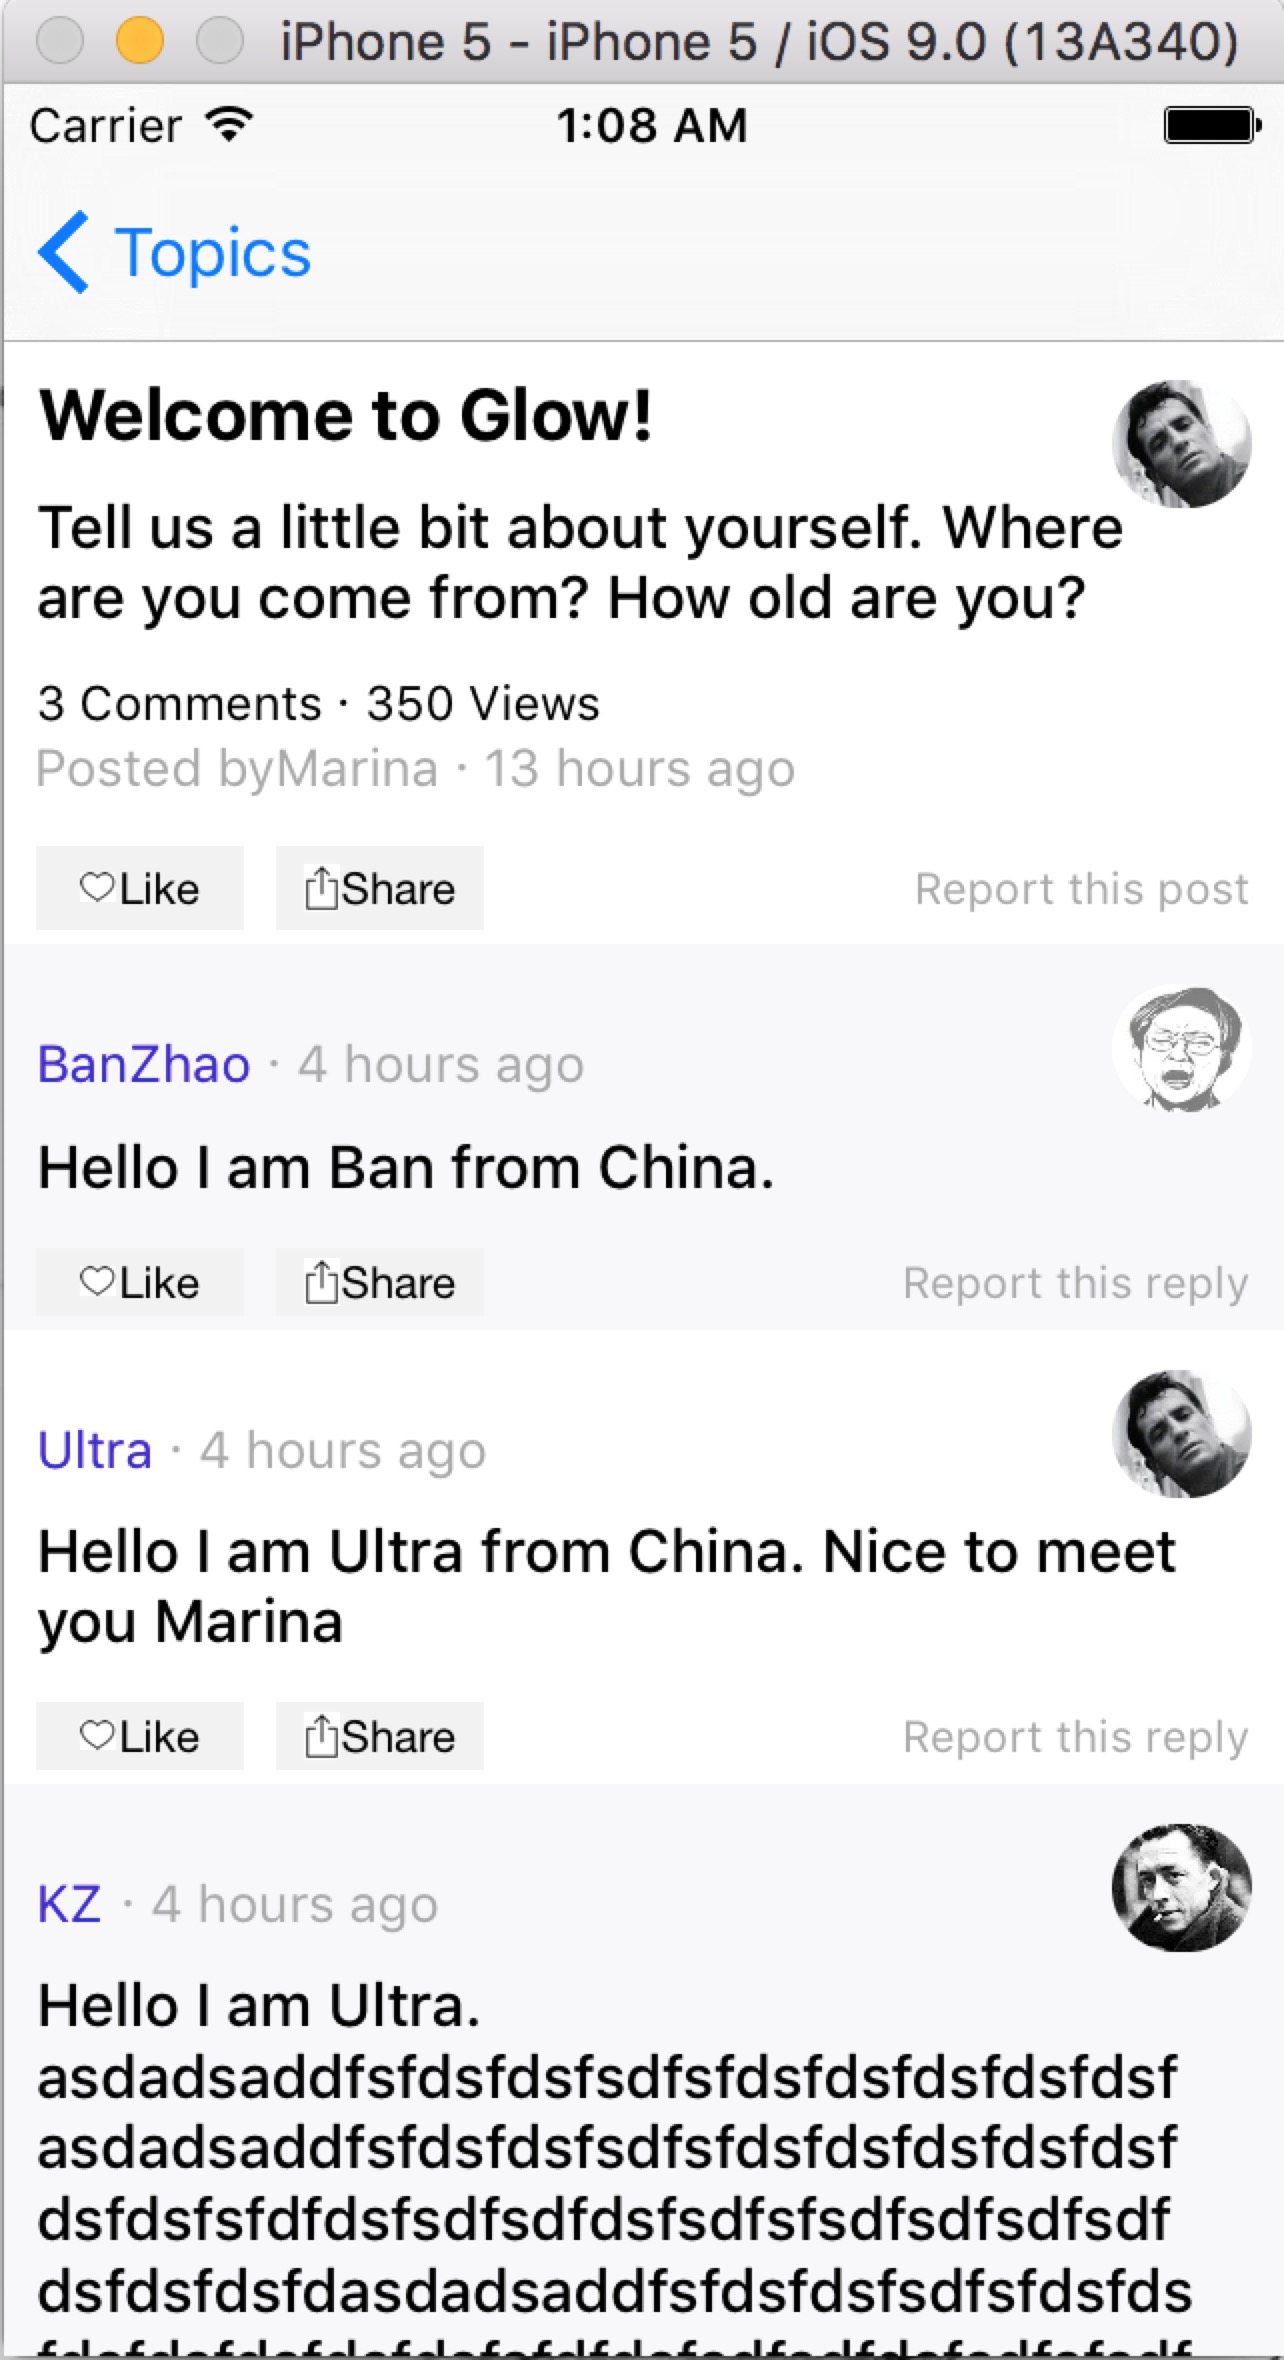 iPhone 5 - iPhone 5 / iOS 9.0 (13A340)
Carrier 1:08 AM
Topics
Welcome to Glow!
Tell us a little bit about yourself. Where
are you come from? How old are you?
3 Comments · 350 Views
Posted byMarina · 13 hours ago
Like Share Report this post
BanZhao · 4 hours ago
Hello I am Ban from China.
Like Share Report this reply
Ultra · 4 hours ago
Hello I am Ultra from China. Nice to meet
you Marina
Like Share Report this reply
KZ · 4 hours ago
Hello I am Ultra.
asdadsaddfsfdsfdsfsdfsfdsfdsfdsfdsfdsf
asdadsaddfsfdsfdsfsdfsfdsfdsfdsfdsfdsf
dsfdsfsfdfdsfsdfsdfdsfsdfsfsdfsdfsdfsdf
dsfdsfdsfdasdadsaddfsfdsfdsfsdfsfdsfds